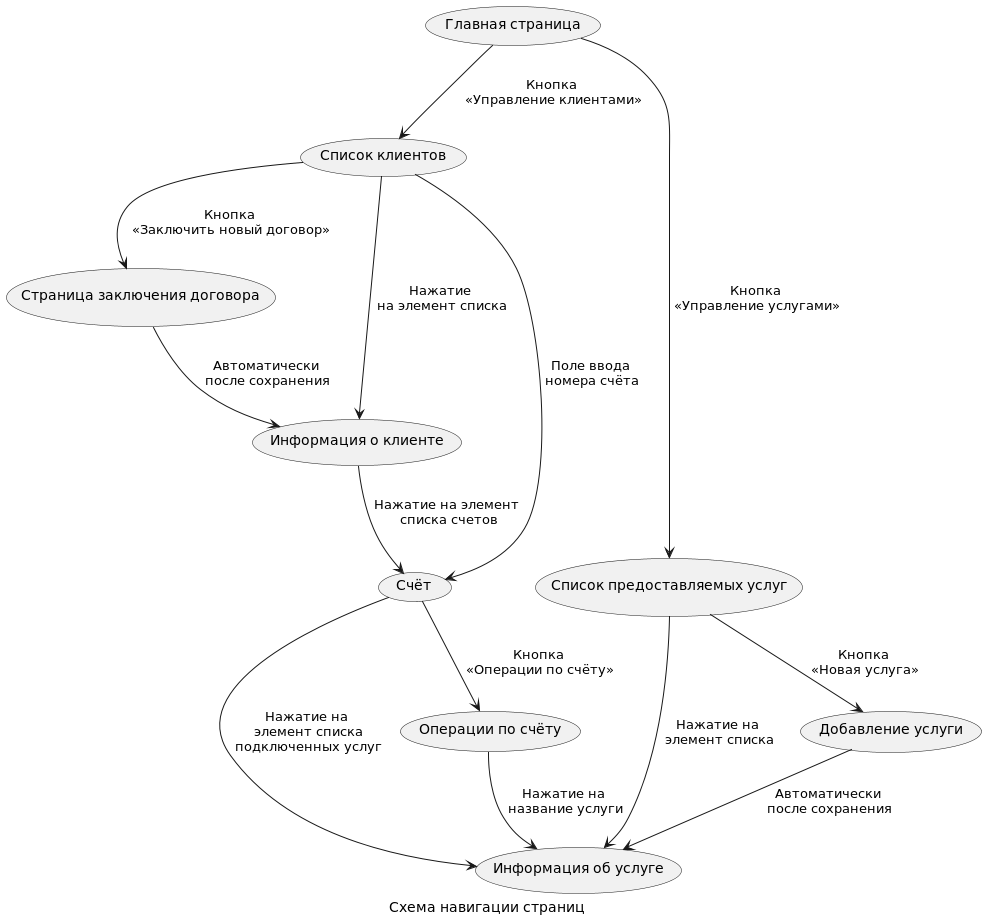 Главная страница
Кнопка
«Управление клиентами»
Список клиентов
Кнопка
«Заключить новый договор»
Страница заключения договора
Нажатие
на элемент списка
Кнопка
«Управление услугами»
Автоматически
после сохранения
Поле ввода
номера счёта
Информация о клиенте
Нажатие на элемент
списка счетов
Счёт
Список предоставляемых услуг
Кнопка
«Операции по счёту»
Кнопка
«Новая услуга»
Нажатие на
элемент списка
подключенных услуг
Операции по счёту
Нажатие на
элемент списка
Добавление услуги
Нажатие на
название услуги
Автоматически
после сохранения
Информация об услуге
Схема навигации страниц